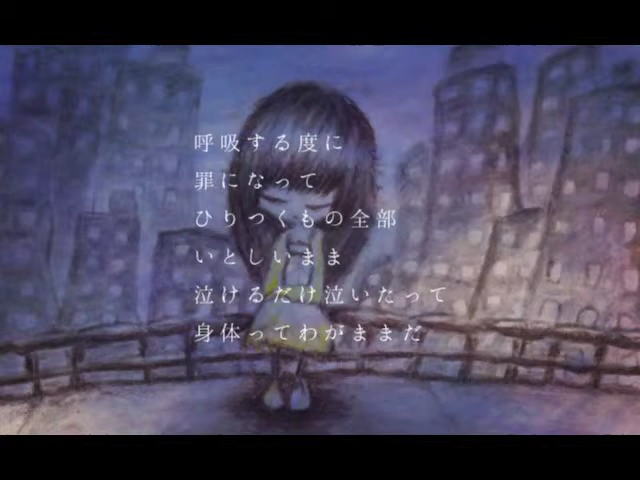 呼吸する度に
罪になって
ひりつくもの全部
いとしいまま
泣けるだけ泣いたって
身体ってわがままだ